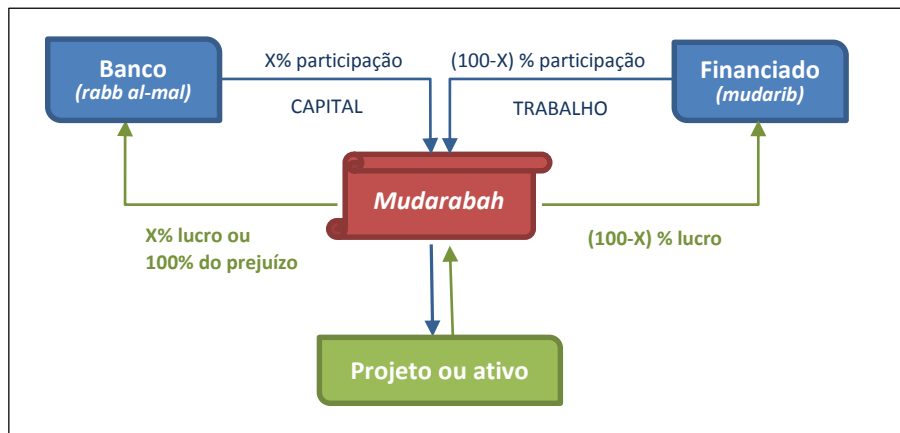 Banco
(rabb al-mal)
X% participação
CAPITAL
(100-X) % participação
TRABALHO
Financiado
(mudarib)
Mudarabah
X% lucro ou
100% do prejuízo
(100-X) % lucro
Projeto ou ativo